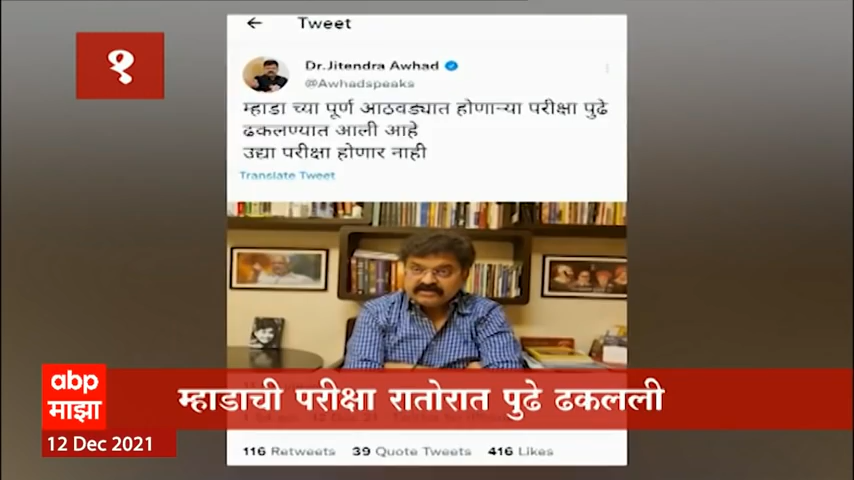 १
Tweet
Dr.Jitendra Awhad
@Awhadspeaks
म्हाडा च्या पूर्ण आठवड्यात होणाऱ्या परीक्षा पुढे
ढकलण्यात आली आहे
उद्या परीक्षा होणार नाही
Translate Tweet
abp
माझा
म्हाडाची परीक्षा रातोरात पुढे ढकलली
12 Dec 2021
116 Retweets 39 Quote Tweets 416 Likes